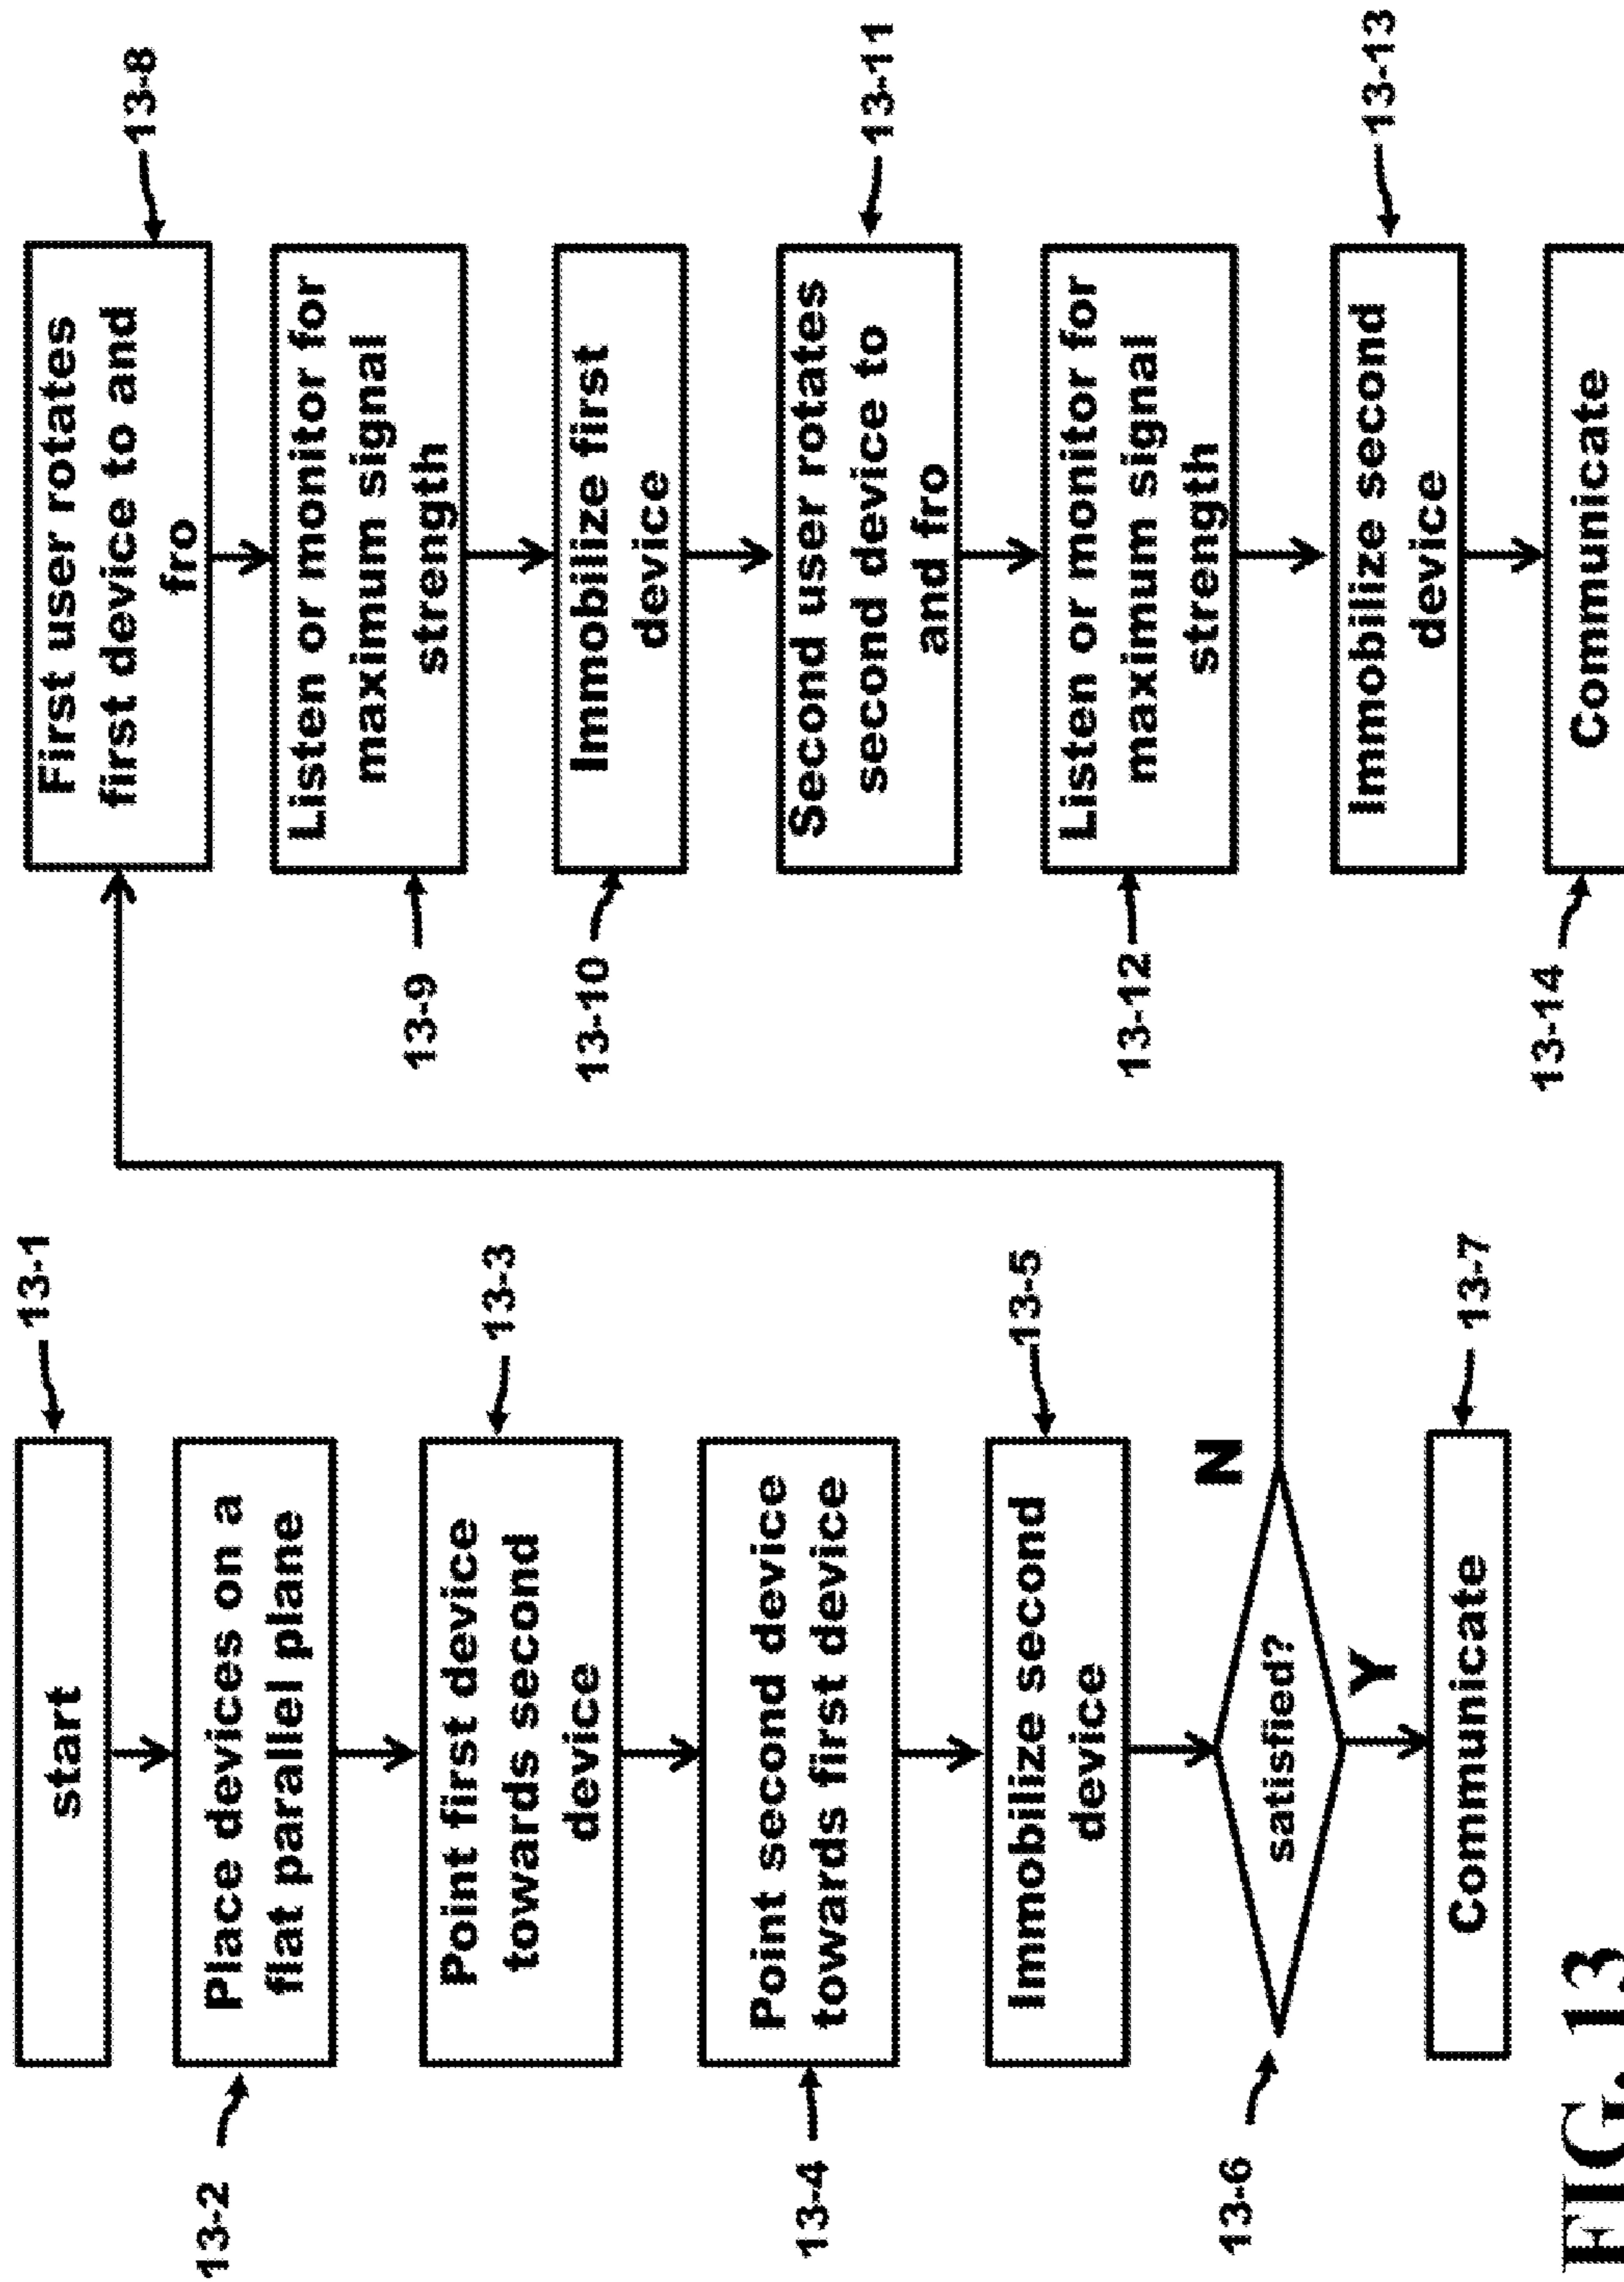 13-1
start
13-2
Place devices on a
flat parallel plane
13-3
Point first device
towards second
device
13-4
Point second device
towards first device
13-5
Immobilize second
device
13-6
satisfied?
N
Y
13-7
Communicate
13-8
First user rotates
first device to and
fro
13-9
Listen or monitor for
maximum signal
strength
13-10
Immobilize first
device
13-11
Second user rotates
second device to
and fro
13-12
Listen or monitor for
maximum signal
strength
13-13
Immobilize second
device
13-14
Communicate
FIG. 13